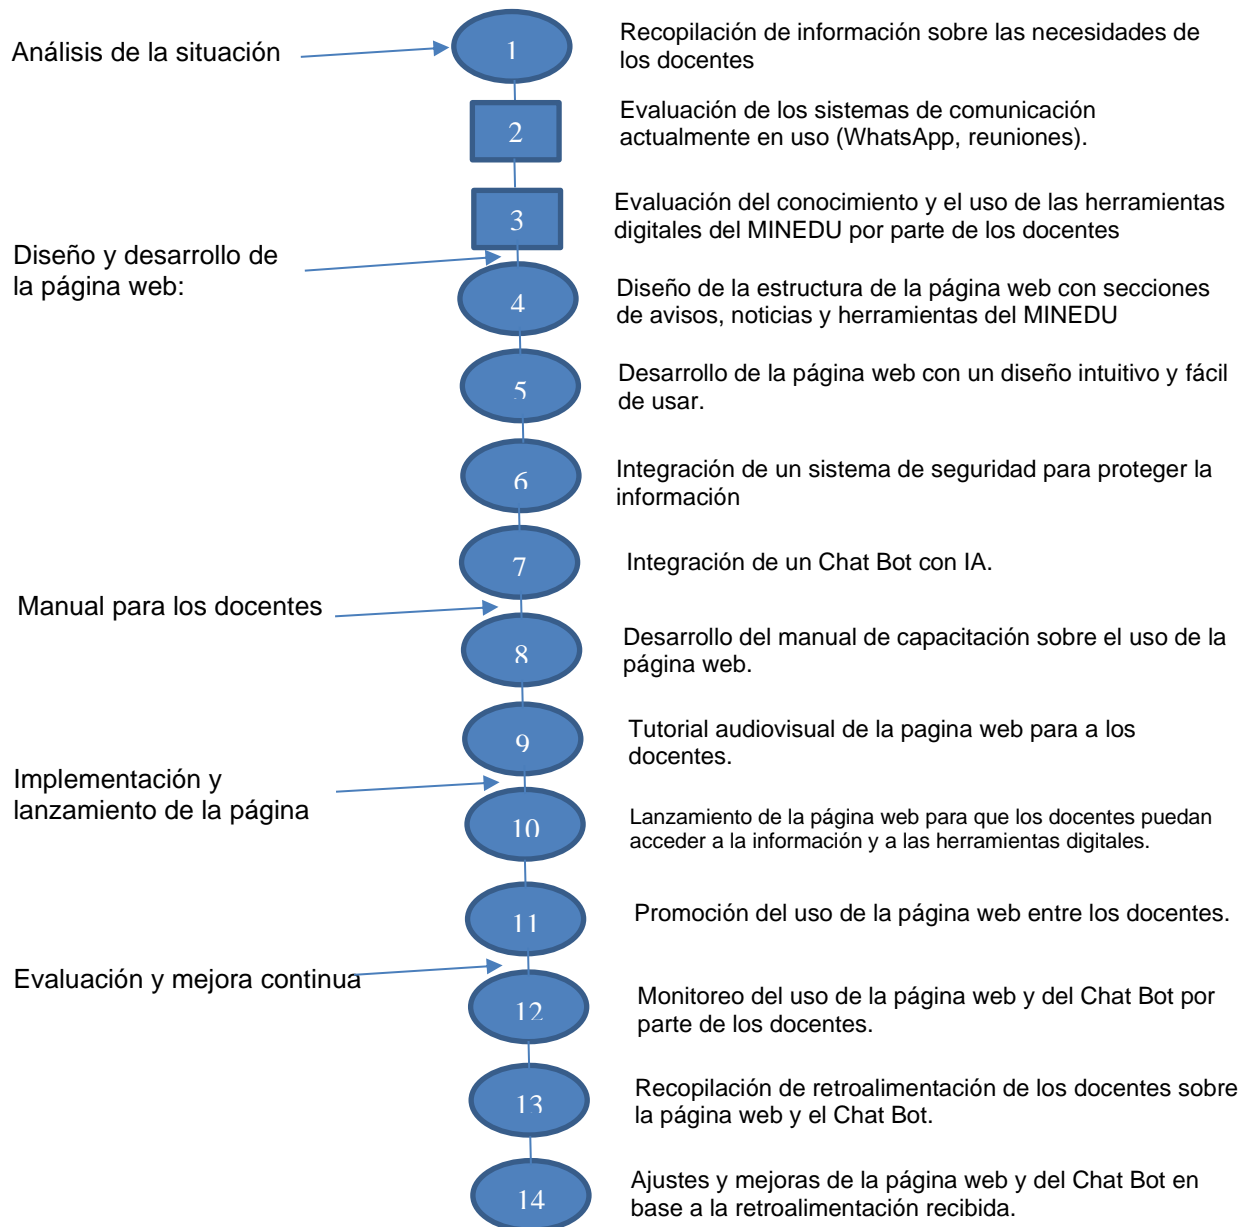 Análisis de la situación
1
Recopilación de información sobre las necesidades de
los docentes
2
Evaluación de los sistemas de comunicación
actualmente en uso (WhatsApp, reuniones).
3
Evaluación del conocimiento y el uso de las herramientas
digitales del MINEDU por parte de los docentes
Diseño y desarrollo de
la página web:
4
Diseño de la estructura de la página web con secciones
de avisos, noticias y herramientas del MINEDU
5
Desarrollo de la página web con un diseño intuitivo y fácil
de usar.
6
Integración de un sistema de seguridad para proteger la
información
7
Integración de un Chat Bot con IA.
Manual para los docentes
8
Desarrollo del manual de capacitación sobre el uso de la
página web.
9
Tutorial audiovisual de la pagina web para a los
docentes.
Implementación y
lanzamiento de la página
10
Lanzamiento de la página web para que los docentes puedan
acceder a la información y a las herramientas digitales.
11
Promoción del uso de la página web entre los docentes.
Evaluación y mejora continua
12
Monitoreo del uso de la página web y del Chat Bot por
parte de los docentes.
13
Recopilación de retroalimentación de los docentes sobre
la página web y el Chat Bot.
14
Ajustes y mejoras de la página web y del Chat Bot en
base a la retroalimentación recibida.